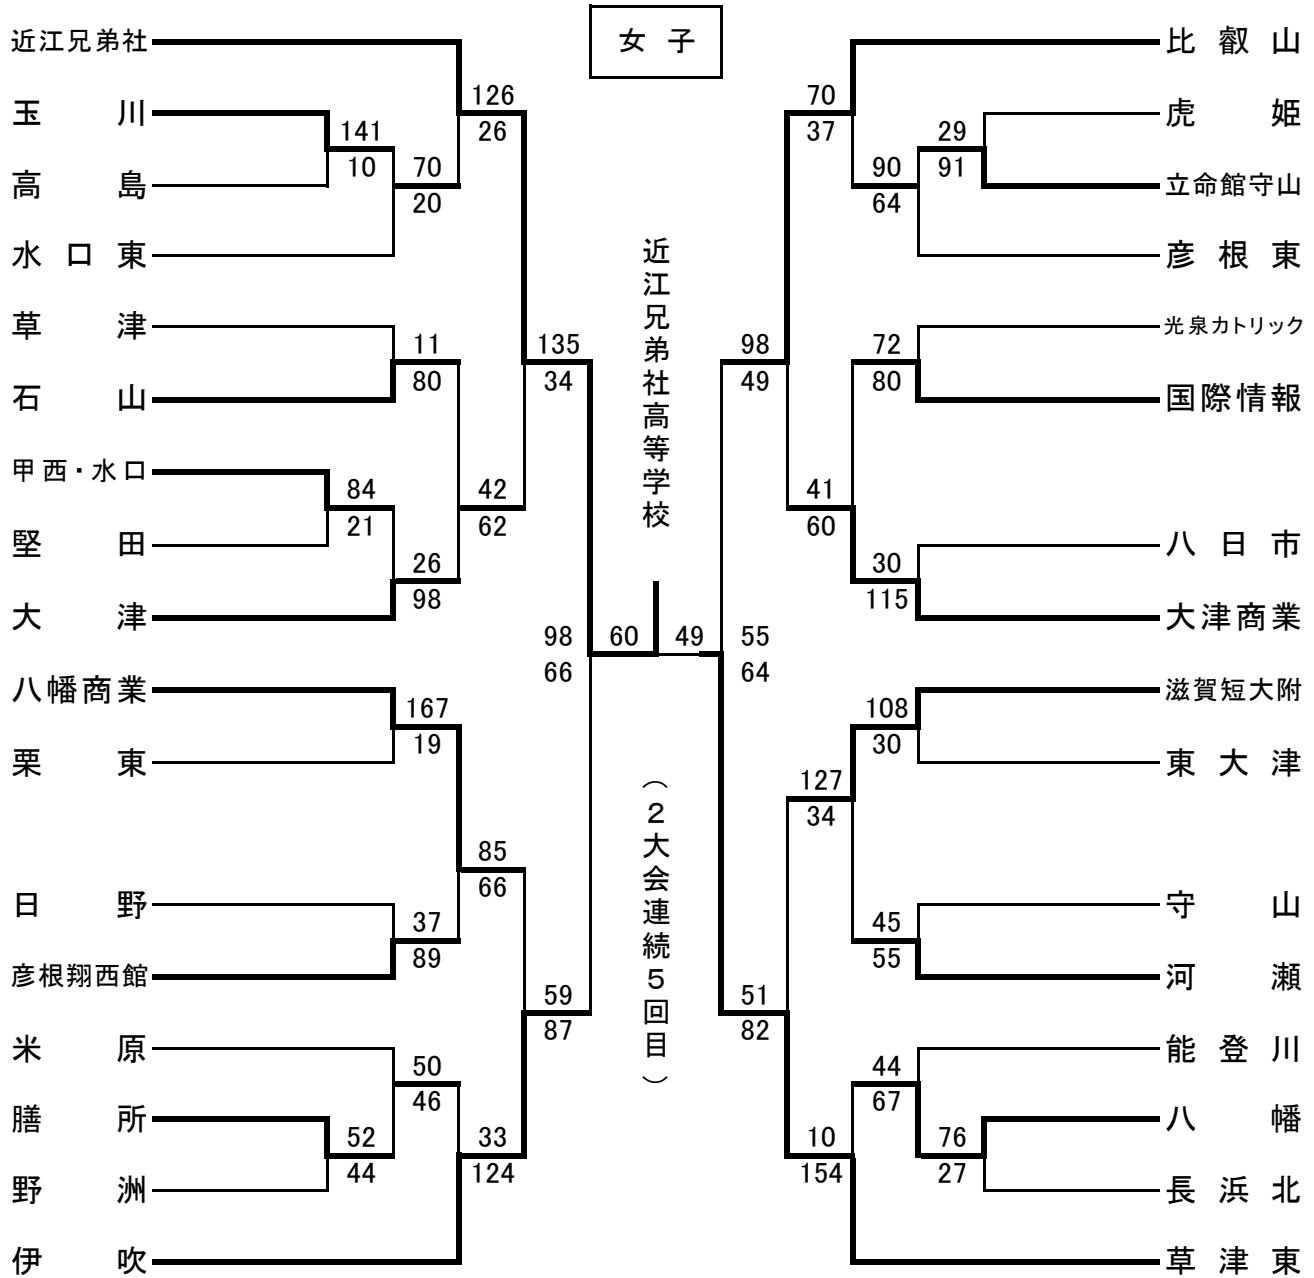 女子
近江兄弟社
玉川
高島
水口東
草津
石山
甲西・水口
堅田
大津
八幡商業
栗東
日野
彦根翔西館
米原
膳所
野洲
伊吹
141
10
70
20
126
26
11
80
84
21
26
98
42
62
135
34
167
19
37
89
85
66
50
46
52
44
33
124
59
87
98
66
60
49
近江兄弟社高等学校
（２大会連続５回目）
55
64
98
49
51
82
70
37
41
60
127
34
10
154
90
64
29
91
72
80
30
115
108
30
45
55
44
67
76
27
比叡山
虎姫
立命館守山
彦根東
光泉カトリック
国際情報
八日市
大津商業
滋賀短大附
東大津
守山
河瀬
能登川
八幡
長浜北
草津東